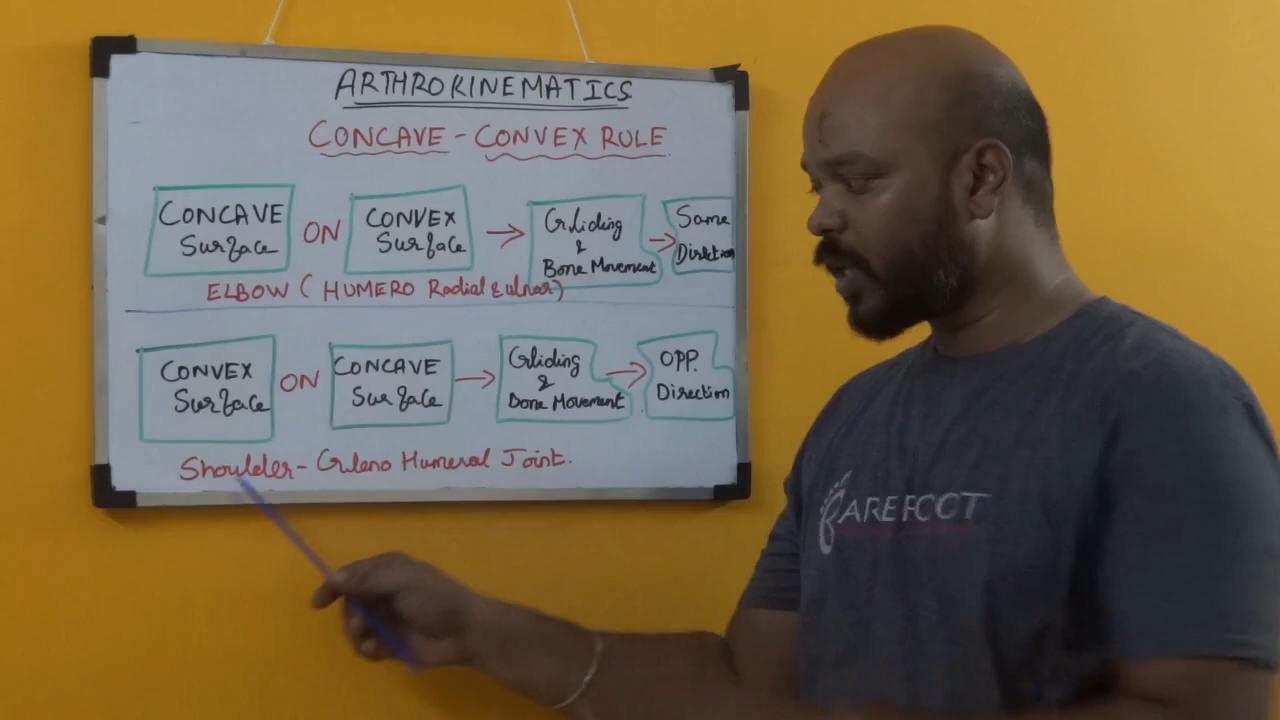 ARTHROKINEMATICS
CONCAVE - CONVEX RULE
CONCAVE Surface ON CONVEX Surface → Gliding & Bone Movement → Same Direction
ELBOW ( HUMERO Radial & ulnar )
CONVEX Surface ON CONCAVE Surface → Gliding & Bone Movement → OPP. Direction
Shoulder - Gleno Humeral Joint.
BAREFOOT